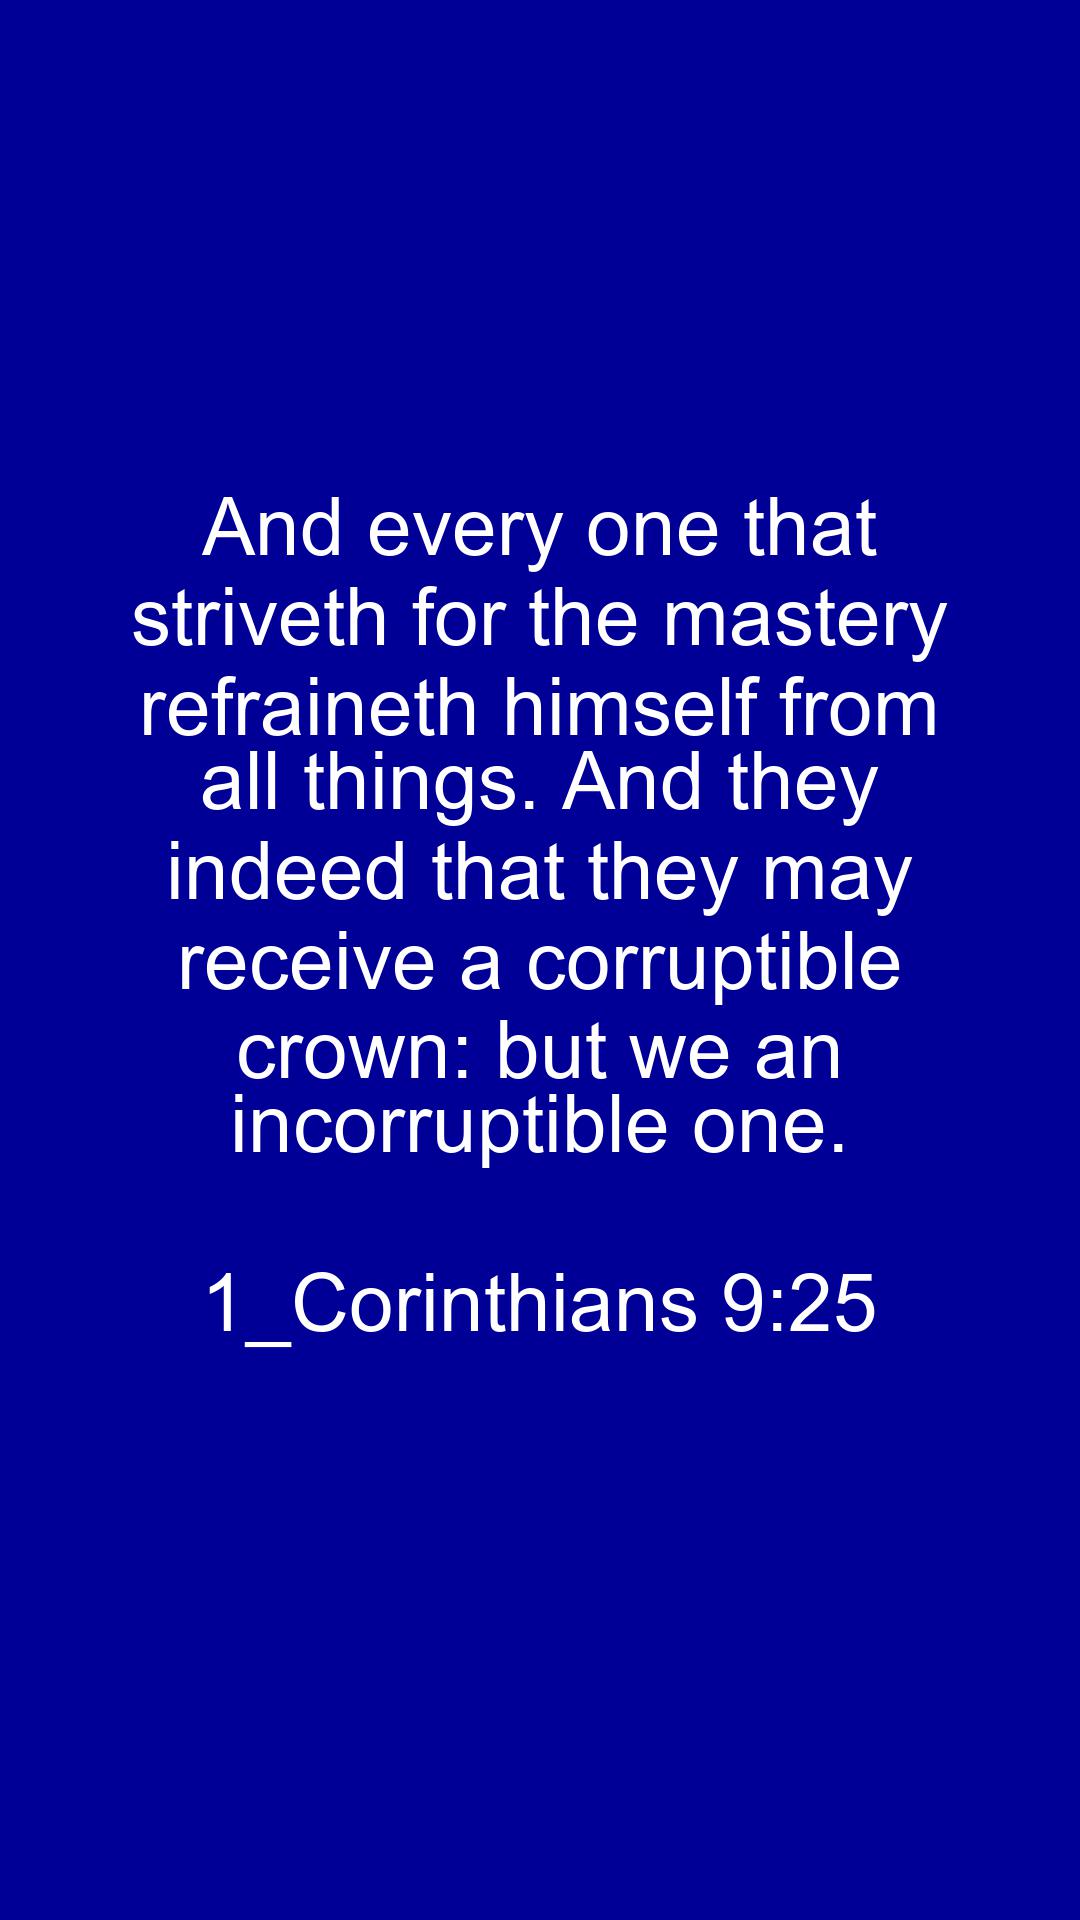 And every one that
striveth for the mastery
refraineth himself from
all things. And they
indeed that they may
receive a corruptible
crown: but we an
incorruptible one.
1_Corinthians 9:25